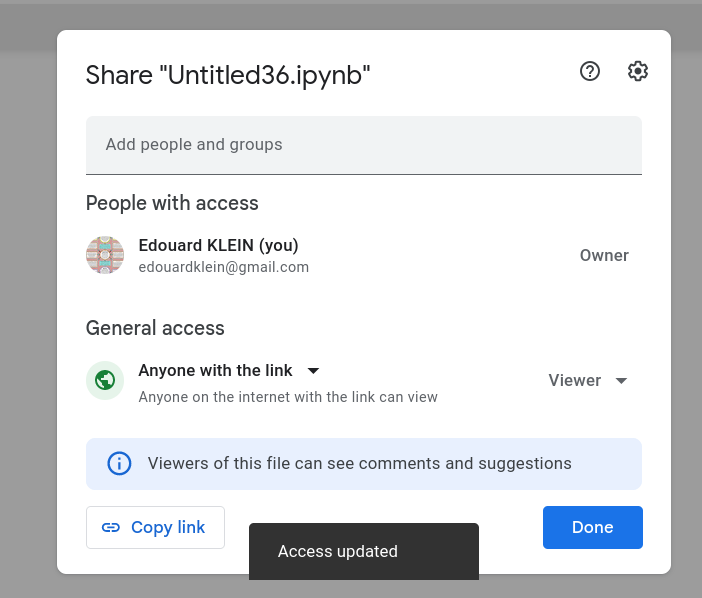 Share "Untitled36.ipynb"
Add people and groups
People with access
Edouard KLEIN (you)
edouardklein@gmail.com
Owner
General access
Anyone with the link
Anyone on the internet with the link can view
Viewer
Viewers of this file can see comments and suggestions
Copy link
Done
Access updated